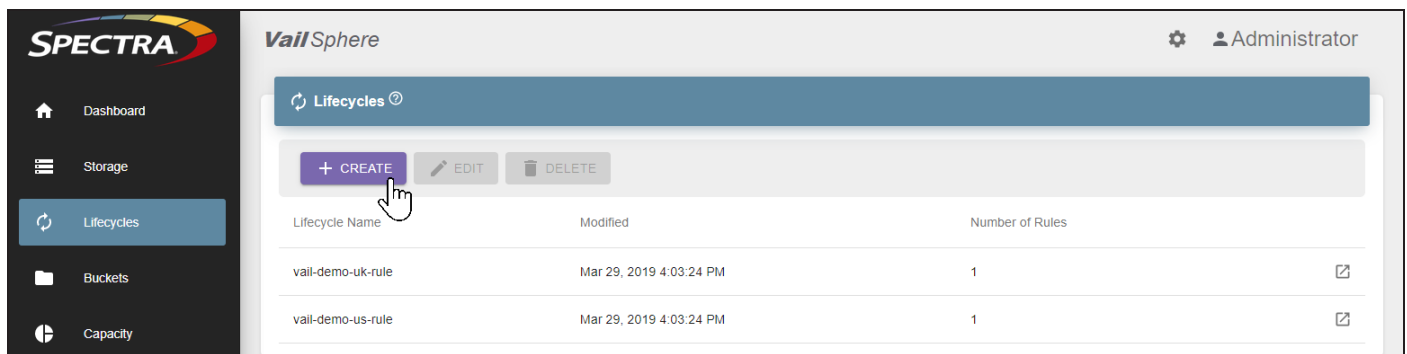 SPECTRA
VailSphere
Administrator
Dashboard
Storage
Lifecycles
Buckets
Capacity
Lifecycles
CREATE
EDIT
DELETE
Lifecycle Name Modified Number of Rules
vail-demo-uk-rule Mar 29, 2019 4:03:24 PM 1
vail-demo-us-rule Mar 29, 2019 4:03:24 PM 1